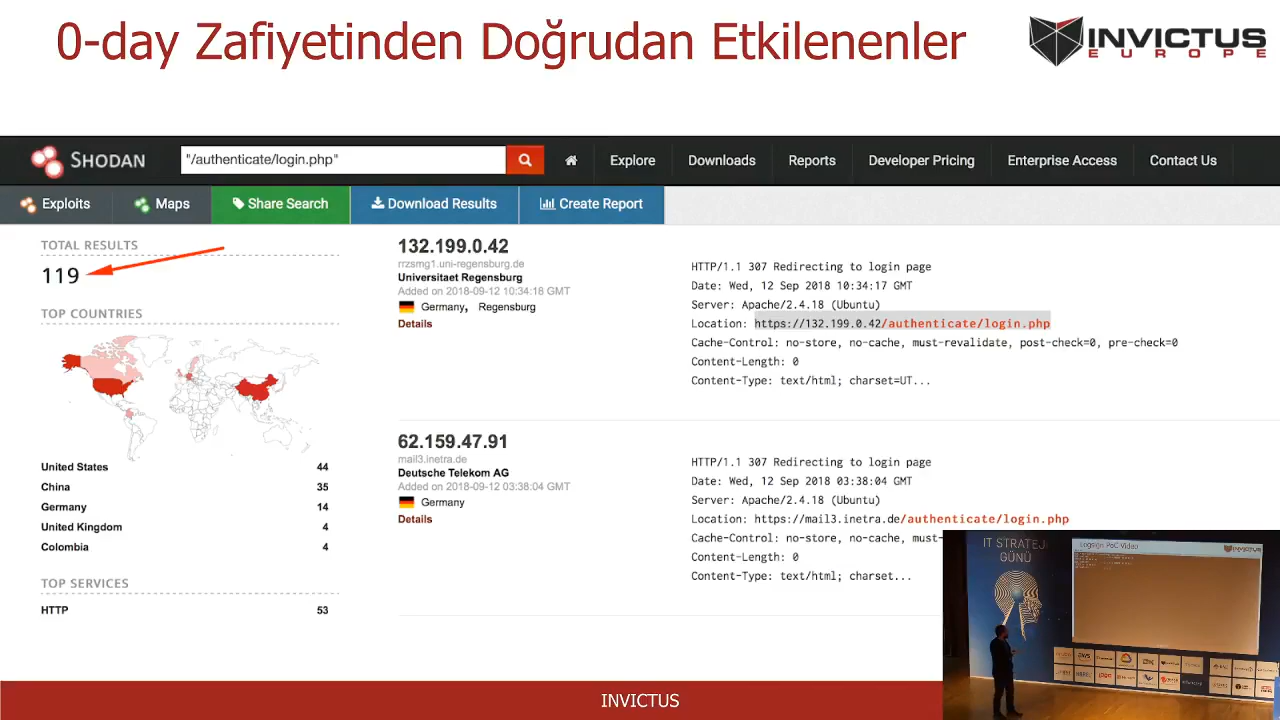 0-day Zafiyetinden Doğrudan Etkilenenler
INVICTUS
EUROPE
SHODAN
"/authenticate/login.php"
Explore
Downloads
Reports
Developer Pricing
Enterprise Access
Contact Us
Exploits
Maps
Share Search
Download Results
Create Report
TOTAL RESULTS
119
TOP COUNTRIES
United States 44
China 35
Germany 14
United Kingdom 4
Colombia 4
TOP SERVICES
HTTP 53
132.199.0.42
rrzsmg1.uni-regensburg.de
Universitaet Regensburg
Added on 2018-09-12 10:34:18 GMT
Germany, Regensburg
Details
HTTP/1.1 307 Redirecting to login page
Date: Wed, 12 Sep 2018 10:34:17 GMT
Server: Apache/2.4.18 (Ubuntu)
Location: https://132.199.0.42/authenticate/login.php
Cache-Control: no-store, no-cache, must-revalidate, post-check=0, pre-check=0
Content-Length: 0
Content-Type: text/html; charset=UT...
62.159.47.91
mail3.inetra.de
Deutsche Telekom AG
Added on 2018-09-12 03:38:04 GMT
Germany
Details
HTTP/1.1 307 Redirecting to login page
Date: Wed, 12 Sep 2018 03:38:04 GMT
Server: Apache/2.4.18 (Ubuntu)
Location: https://mail3.inetra.de/authenticate/login.php
Cache-Control: no-store, no-cache, must-
Content-Length: 0
Content-Type: text/html; charset...
IT STRATEJİ
GÜNÜ
Logsign PoC Video
INVICTUS
INVICTUS